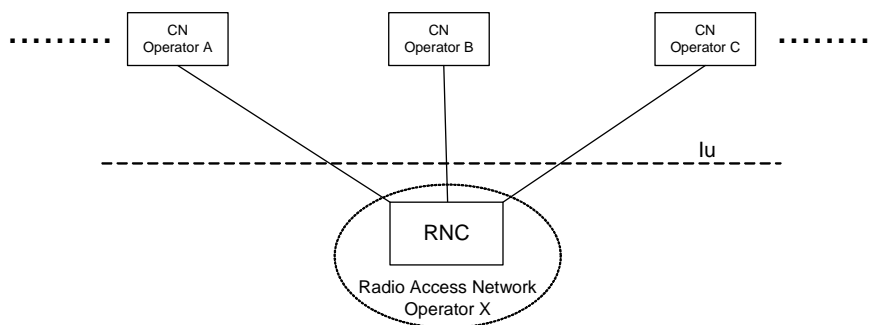 CN
Operator A
CN
Operator B
CN
Operator C
Iu
RNC
Radio Access Network
Operator X